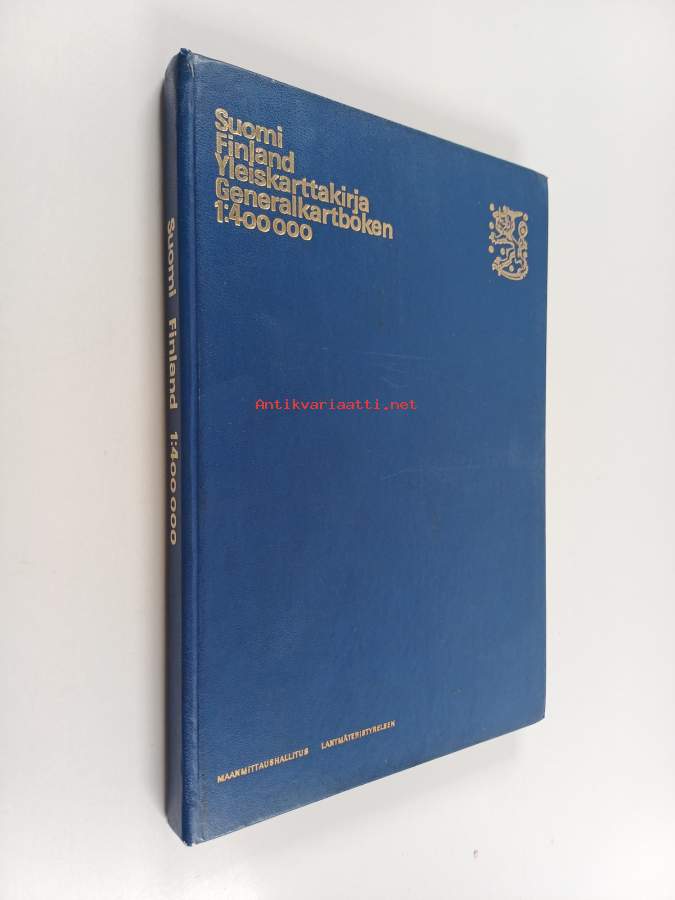 Suomi
Finland
Yleiskarttakirja
Generalkartboken
1:400 000
Suomi Finland 1:400 000
Antikvariaatti.net
MAANMITTAUSHALLITUS LANTMÄTERISTYRELSEN